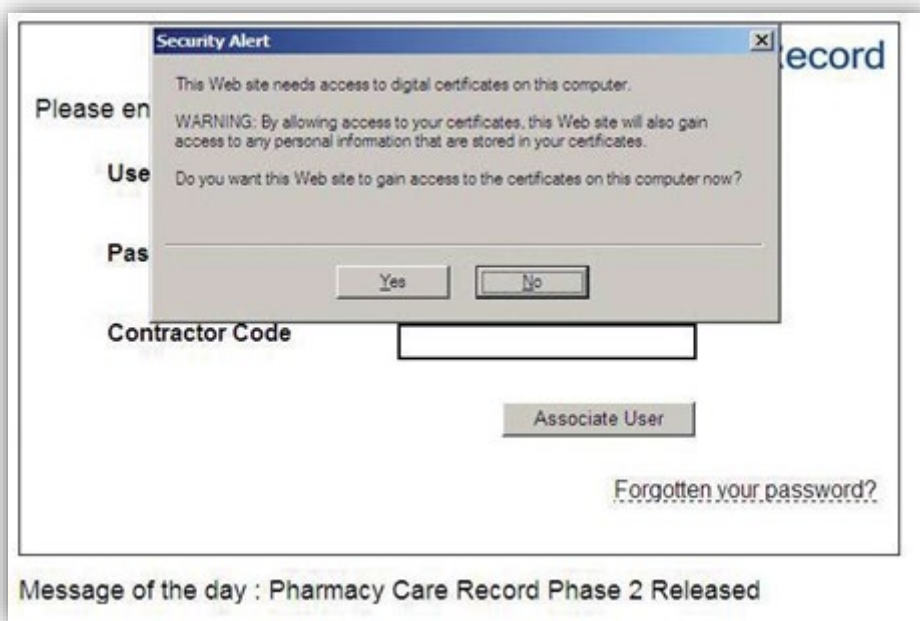 Security Alert
ecord
This Web site needs access to digital certificates on this computer.
Please en
WARNING: By allowing access to your certificates, this Web site will also gain
access to any personal information that are stored in your certificates.
Use
Do you want this Web site to gain access to the certificates on this computer now?
Pas
Yes
No
Contractor Code
Associate User
Forgotten your password?
Message of the day : Pharmacy Care Record Phase 2 Released